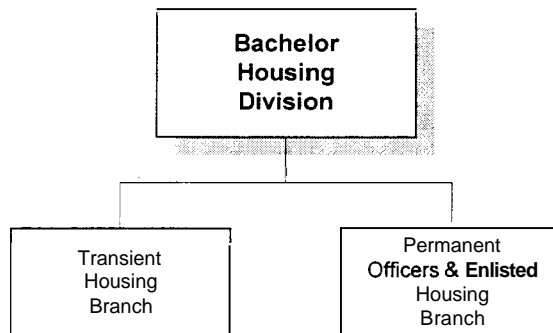 Bachelor
Housing
Division
Transient
Housing
Branch
Permanent
Officers & Enlisted
Housing
Branch